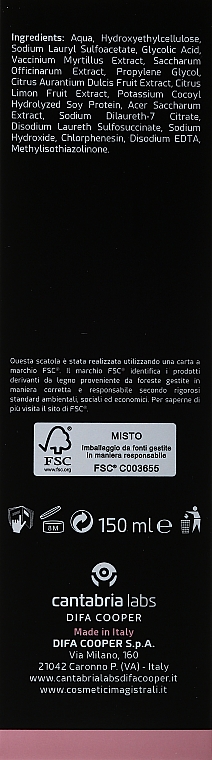 Ingredients: Aqua, Hydroxyethylcellulose,
Sodium Lauryl Sulfoacetate, Glycolic Acid,
Vaccinium Myrtillus Extract, Saccharum
Officinarum Extract, Propylene Glycol,
Citrus Aurantium Dulcis Fruit Extract, Citrus
Limon Fruit Extract, Potassium Cocoyl
Hydrolyzed Soy Protein, Acer Saccharum
Extract, Sodium Dilaureth-7 Citrate,
Disodium Laureth Sulfosuccinate, Sodium
Hydroxide, Chlorphenesin, Disodium EDTA,
Methylisothiazolinone.
Questa scatola è stata realizzata utilizzando una carta a
marchio FSC®. Il marchio FSC® identifica i prodotti
derivanti da legno proveniente da foreste gestite in
maniera corretta e responsabile secondo rigorosi
standard ambientali, sociali ed economici. Per saperne di
più visita il sito di FSC®.
FSC
www.fsc.org
MISTO
Imballaggio da fonti gestite
in maniera responsabile
FSC® C003655
6M
150 ml e
cantabria labs
DIFA COOPER
Made in Italy
DIFA COOPER S.p.A.
Via Milano, 160
21042 Caronno P. (VA) - Italy
www.cantabrialabsdifacooper.it
www.cosmeticimagistrali.it